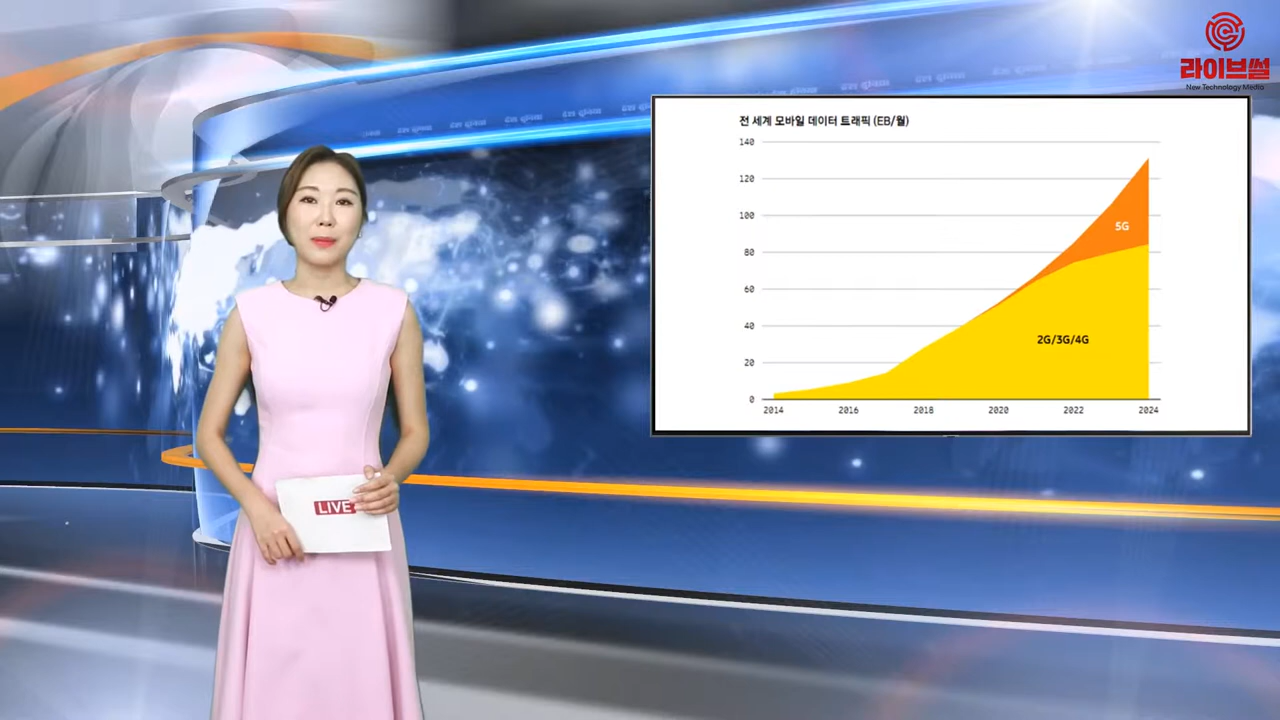 라이브썰
New Technology Media
전 세계 모바일 데이터 트래픽 (EB/월)
140
120
100
80
60
40
20
0
5G
2G/3G/4G
2014 2016 2018 2020 2022 2024
LIVE